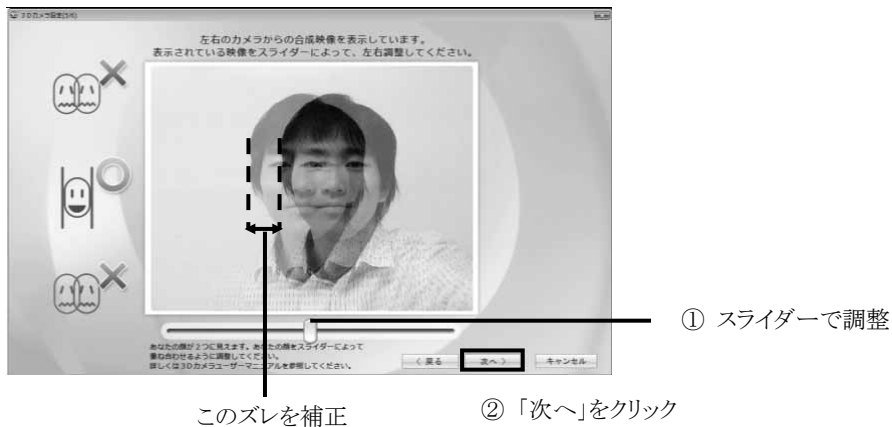 3Dカメラ設定(5/6)
左右のカメラからの合成映像を表示しています。
表示されている映像をスライダーによって、左右調整してください。
① スライダーで調整
あなたの顔が2つに見えます。あなたの顔をスライダーによって
重ね合わせるように調整してください。
詳しくは3Dカメラユーザーマニュアルを参照してください。
〈 戻る
次へ 〉
キャンセル
このズレを補正
② 「次へ」をクリック